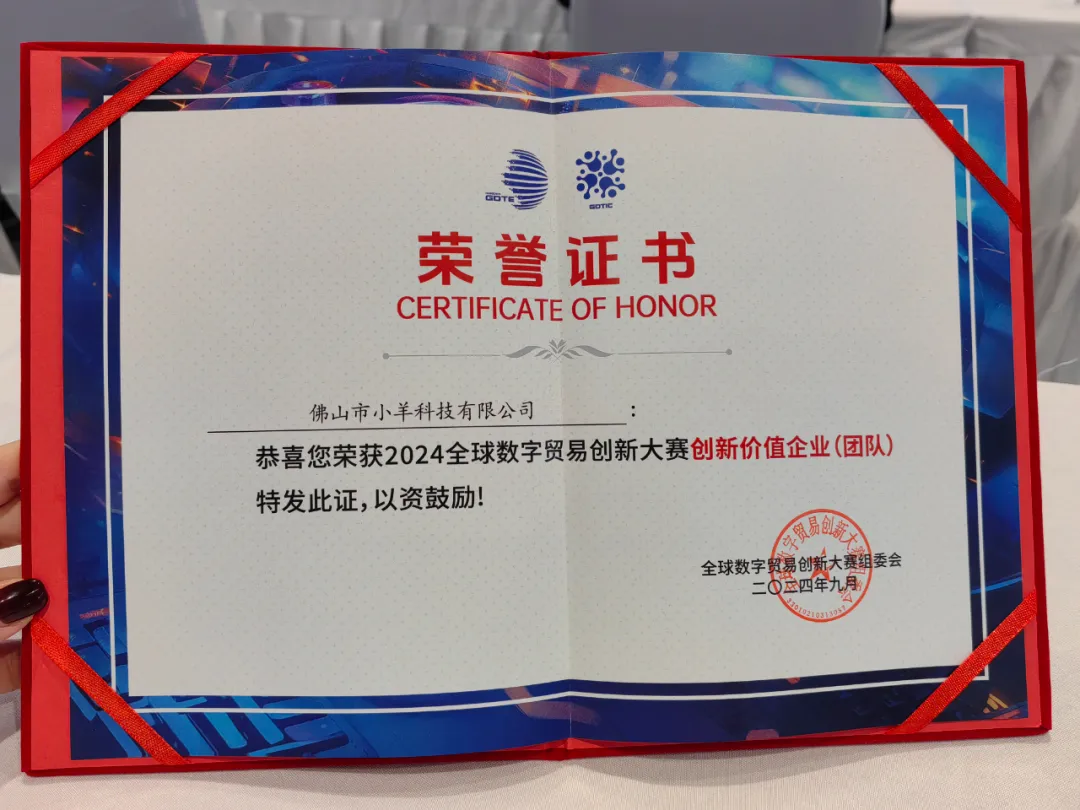 GDTE
GDTIC
荣誉证书
CERTIFICATE OF HONOR
佛山市小羊科技有限公司 :
恭喜您荣获2024全球数字贸易创新大赛创新价值企业(团队)
特发此证,以资鼓励!
全球数字贸易创新大赛组委会
二〇二四年九月